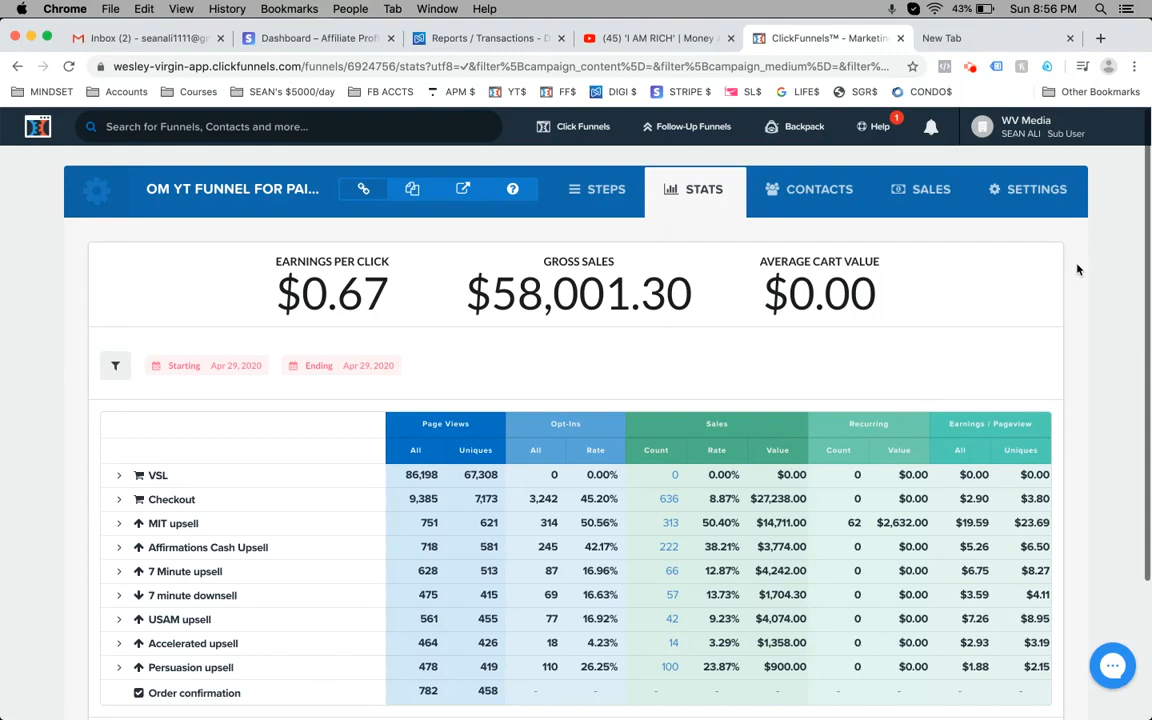 Chrome File Edit View History Bookmarks People Tab Window Help 43% Sun 8:56 PM
Inbox (2) - seanali1111@g Dashboard – Affiliate Profi Reports / Transactions - D (45) 'I AM RICH' | Money ClickFunnels™ - Marketin New Tab
wesley-virgin-app.clickfunnels.com/funnels/6924756/stats?utf8=✓&filter%5Bcampaign_content%5D=&filter%5Bcampaign_medium%5D=&filter%...
MINDSET Accounts Courses SEAN's $5000/day FB ACCTS APM $ YT$ FF$ DIGI $ STRIPE $ SL$ LIFE$ SGR$ CONDO$ Other Bookmarks
Search for Funnels, Contacts and more... Click Funnels Follow-Up Funnels Backpack Help 1 WV Media
SEAN ALI Sub User
OM YT FUNNEL FOR PAI... STEPS STATS CONTACTS SALES SETTINGS
EARNINGS PER CLICK GROSS SALES AVERAGE CART VALUE
$0.67 $58,001.30 $0.00
Starting Apr 29, 2020 Ending Apr 29, 2020
Page Views Opt-Ins Sales Recurring Earnings / Pageview
All Uniques All Rate Count Rate Value Count Value All Uniques
VSL 86,198 67,308 0 0.00% 0 0.00% $0.00 0 $0.00 $0.00 $0.00
Checkout 9,385 7,173 3,242 45.20% 636 8.87% $27,238.00 0 $0.00 $2.90 $3.80
MIT upsell 751 621 314 50.56% 313 50.40% $14,711.00 62 $2,632.00 $19.59 $23.69
Affirmations Cash Upsell 718 581 245 42.17% 222 38.21% $3,774.00 0 $0.00 $5.26 $6.50
7 Minute upsell 628 513 87 16.96% 66 12.87% $4,242.00 0 $0.00 $6.75 $8.27
7 minute downsell 475 415 69 16.63% 57 13.73% $1,704.30 0 $0.00 $3.59 $4.11
USAM upsell 561 455 77 16.92% 42 9.23% $4,074.00 0 $0.00 $7.26 $8.95
Accelerated upsell 464 426 18 4.23% 14 3.29% $1,358.00 0 $0.00 $2.93 $3.19
Persuasion upsell 478 419 110 26.25% 100 23.87% $900.00 0 $0.00 $1.88 $2.15
Order confirmation 782 458 - - - - - - - - -